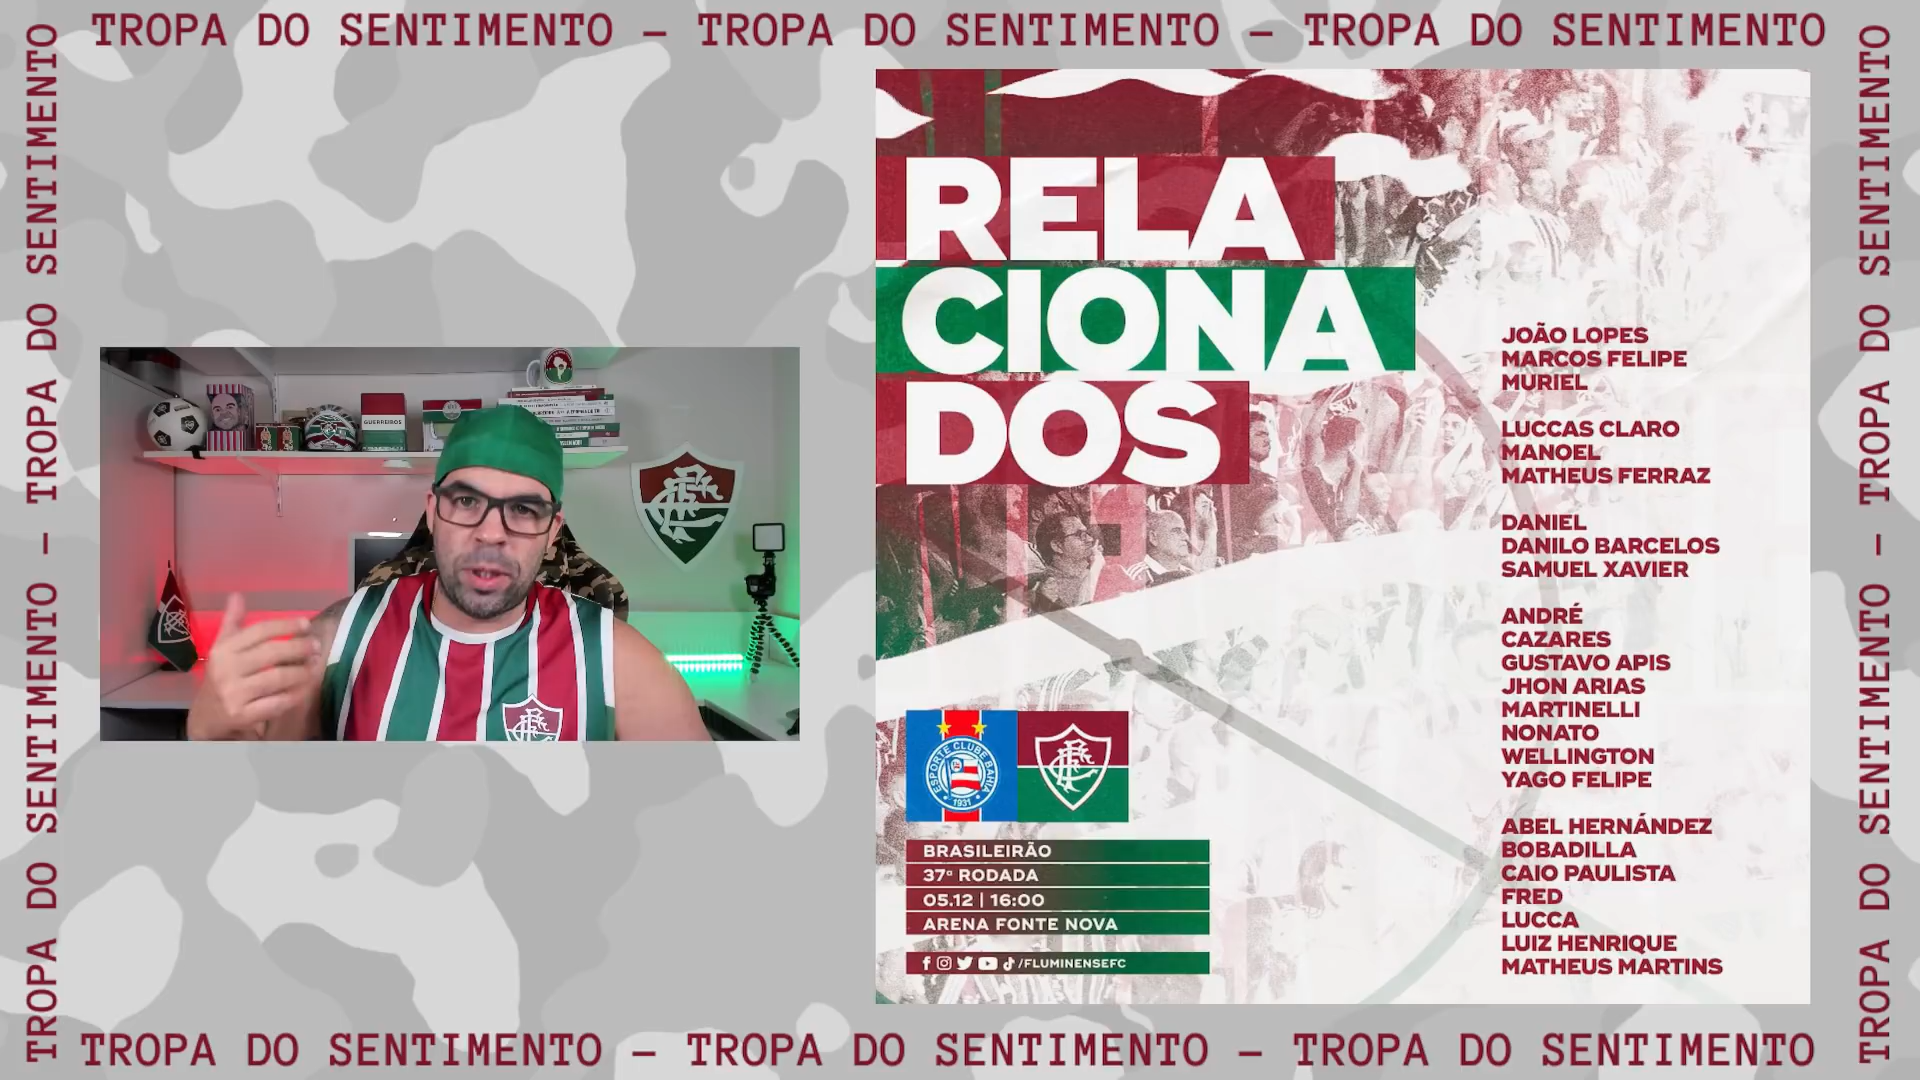 TROPA DO SENTIMENTO – TROPA DO SENTIMENTO – TROPA DO SENTIMENTO
TROPA DO SENTIMENTO – TROPA DO SENTIMENTO
GUERREIROS
RELA
CIONA
DOS
JOÃO LOPES
MARCOS FELIPE
MURIEL
LUCCAS CLARO
MANOEL
MATHEUS FERRAZ
DANIEL
DANILO BARCELOS
SAMUEL XAVIER
ANDRÉ
CAZARES
GUSTAVO APIS
JHON ARIAS
MARTINELLI
NONATO
WELLINGTON
YAGO FELIPE
ABEL HERNÁNDEZ
BOBADILLA
CAIO PAULISTA
FRED
LUCCA
LUIZ HENRIQUE
MATHEUS MARTINS
ESPORTE CLUBE BAHIA
1931
BRASILEIRÃO
37ª RODADA
05.12 | 16:00
ARENA FONTE NOVA
/FLUMINENSEFC
TROPA DO SENTIMENTO – TROPA DO SENTIMENTO
TROPA DO SENTIMENTO – TROPA DO SENTIMENTO – TROPA DO SENTIMENTO